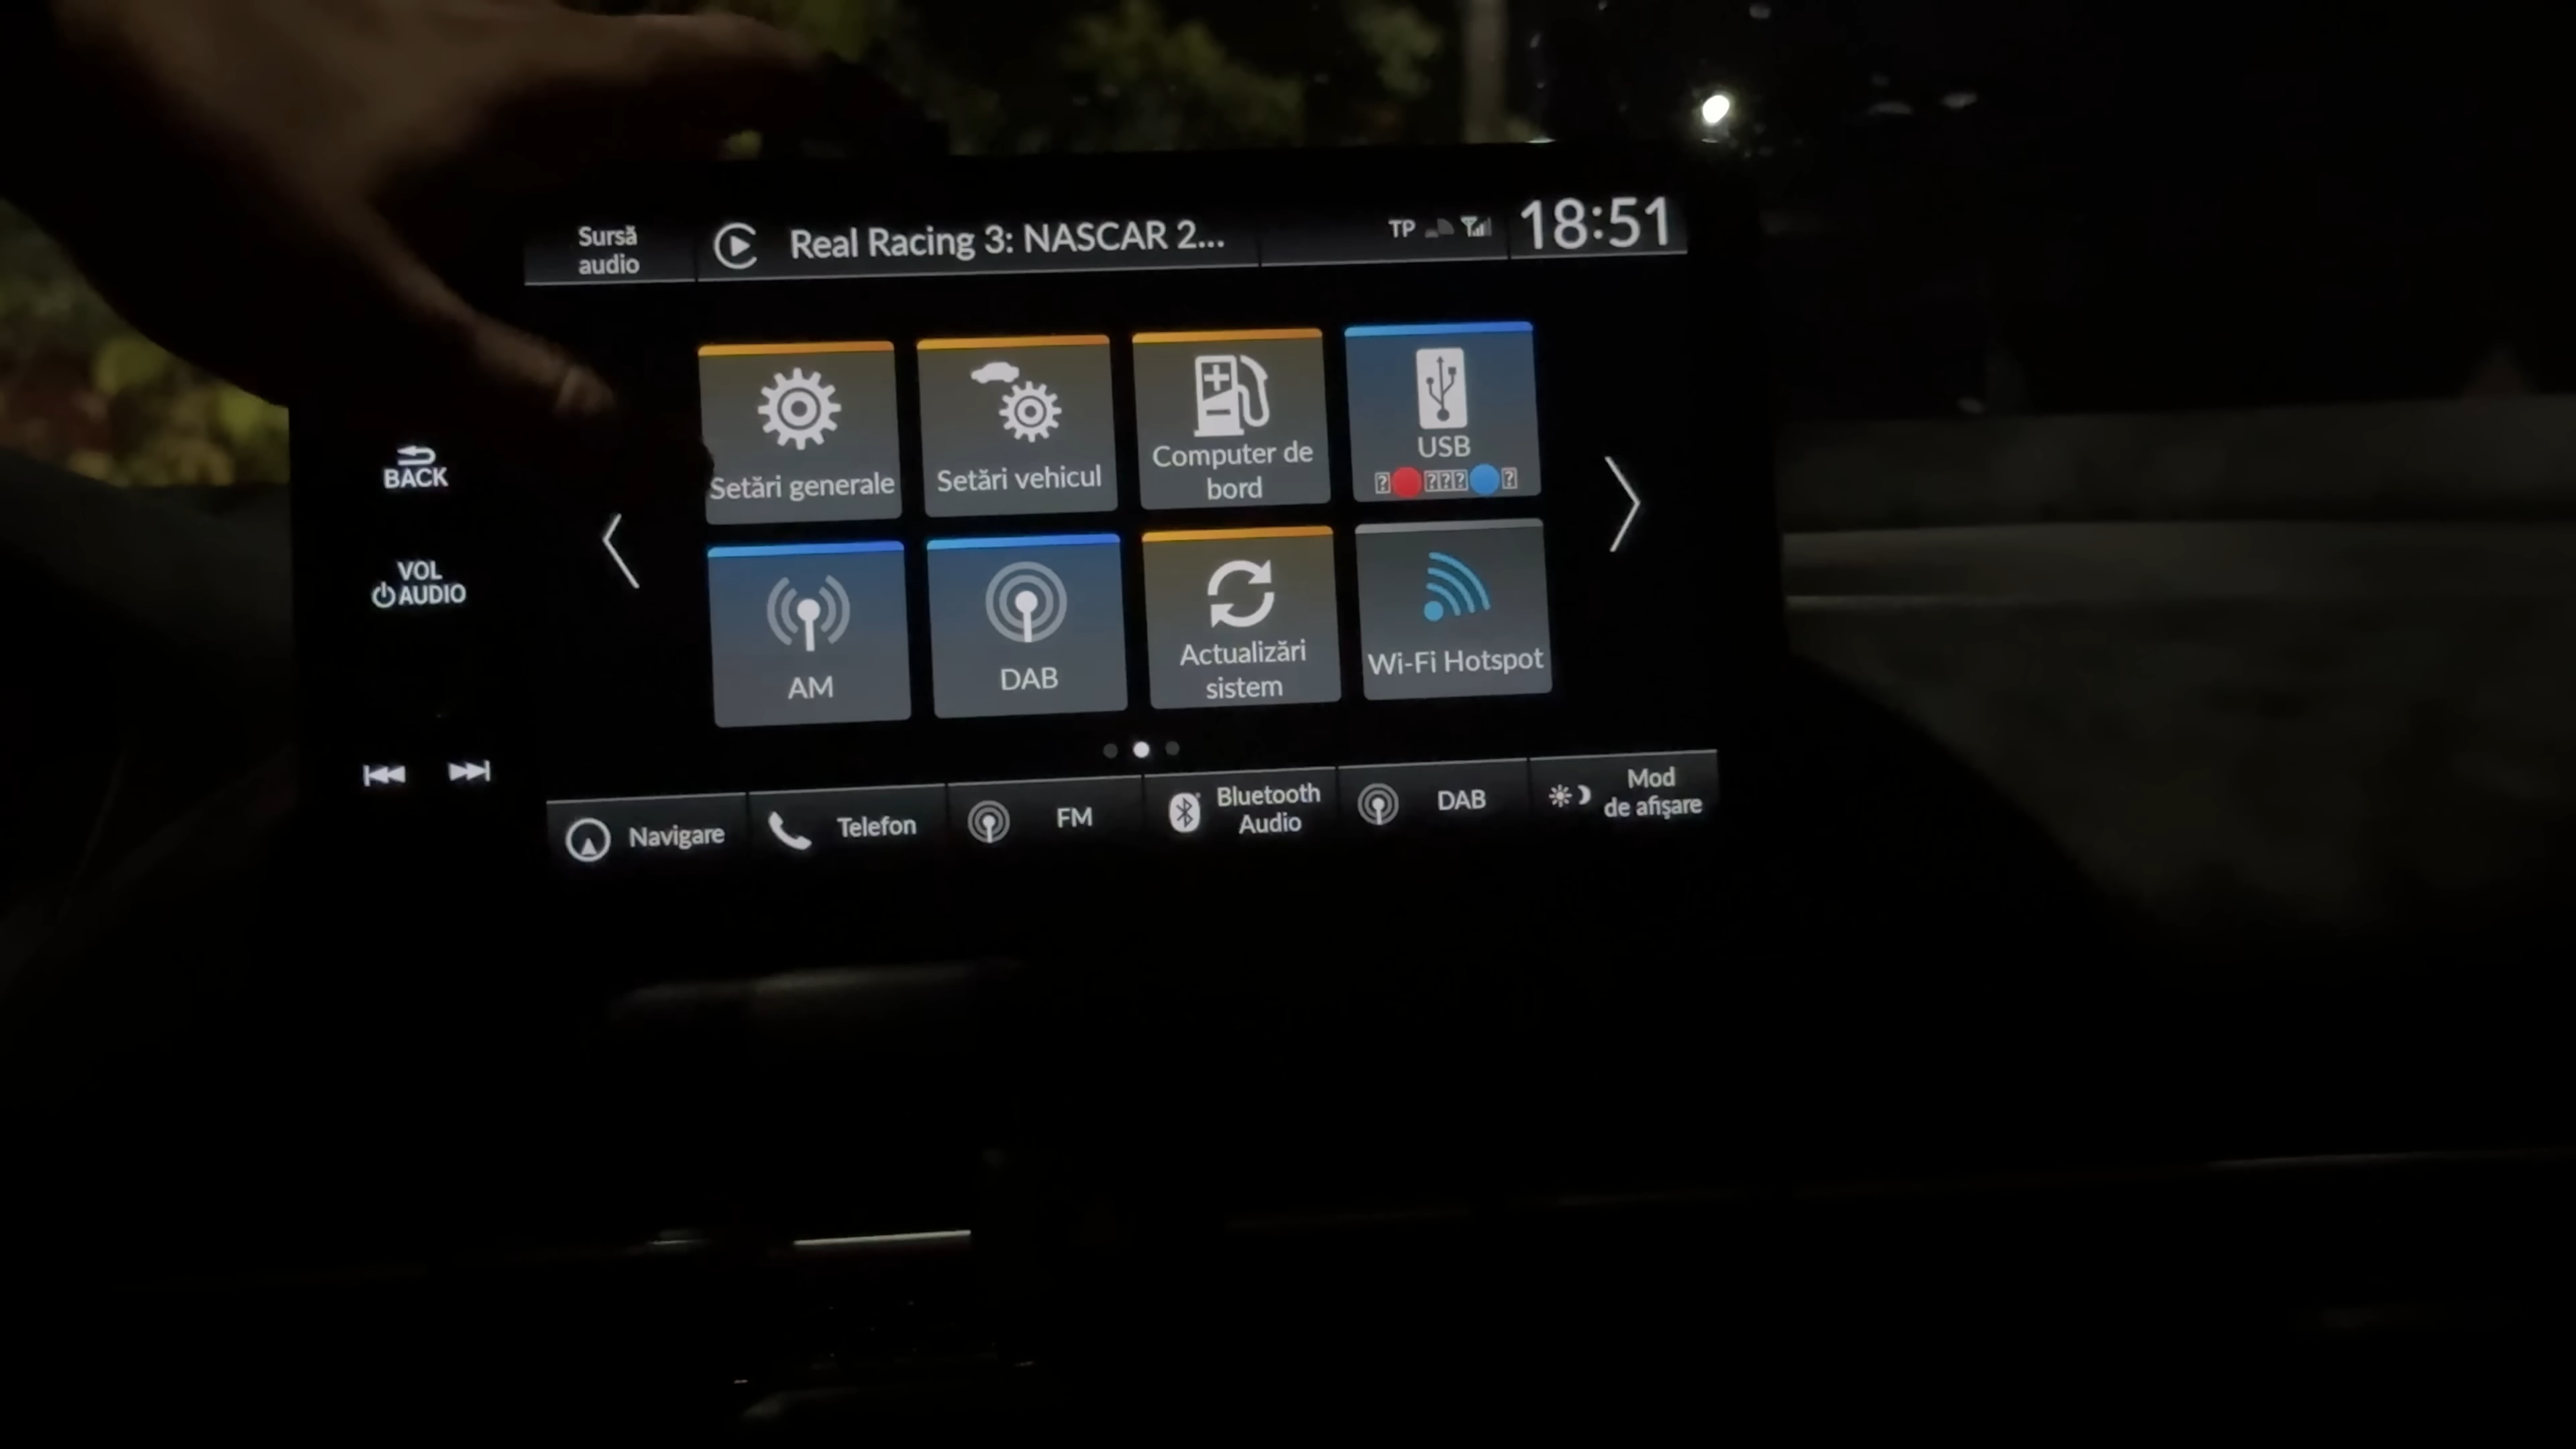 Sursă
audio
Real Racing 3: NASCAR 2...
TP
18:51
BACK
VOL
AUDIO
Setări generale
Setări vehicul
Computer de
bord
USB
AM
DAB
Actualizări
sistem
Wi-Fi Hotspot
Navigare
Telefon
FM
Bluetooth
Audio
DAB
Mod
de afişare